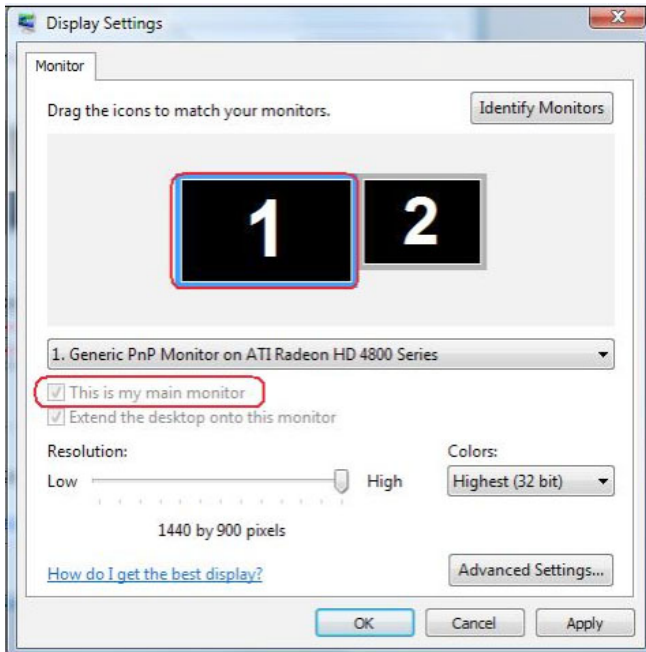 Display Settings
Monitor
Drag the icons to match your monitors.
Identify Monitors
1
2
1. Generic PnP Monitor on ATI Radeon HD 4800 Series
This is my main monitor
Extend the desktop onto this monitor
Resolution:
Colors:
Low
High
Highest (32 bit)
1440 by 900 pixels
How do I get the best display?
Advanced Settings...
OK
Cancel
Apply